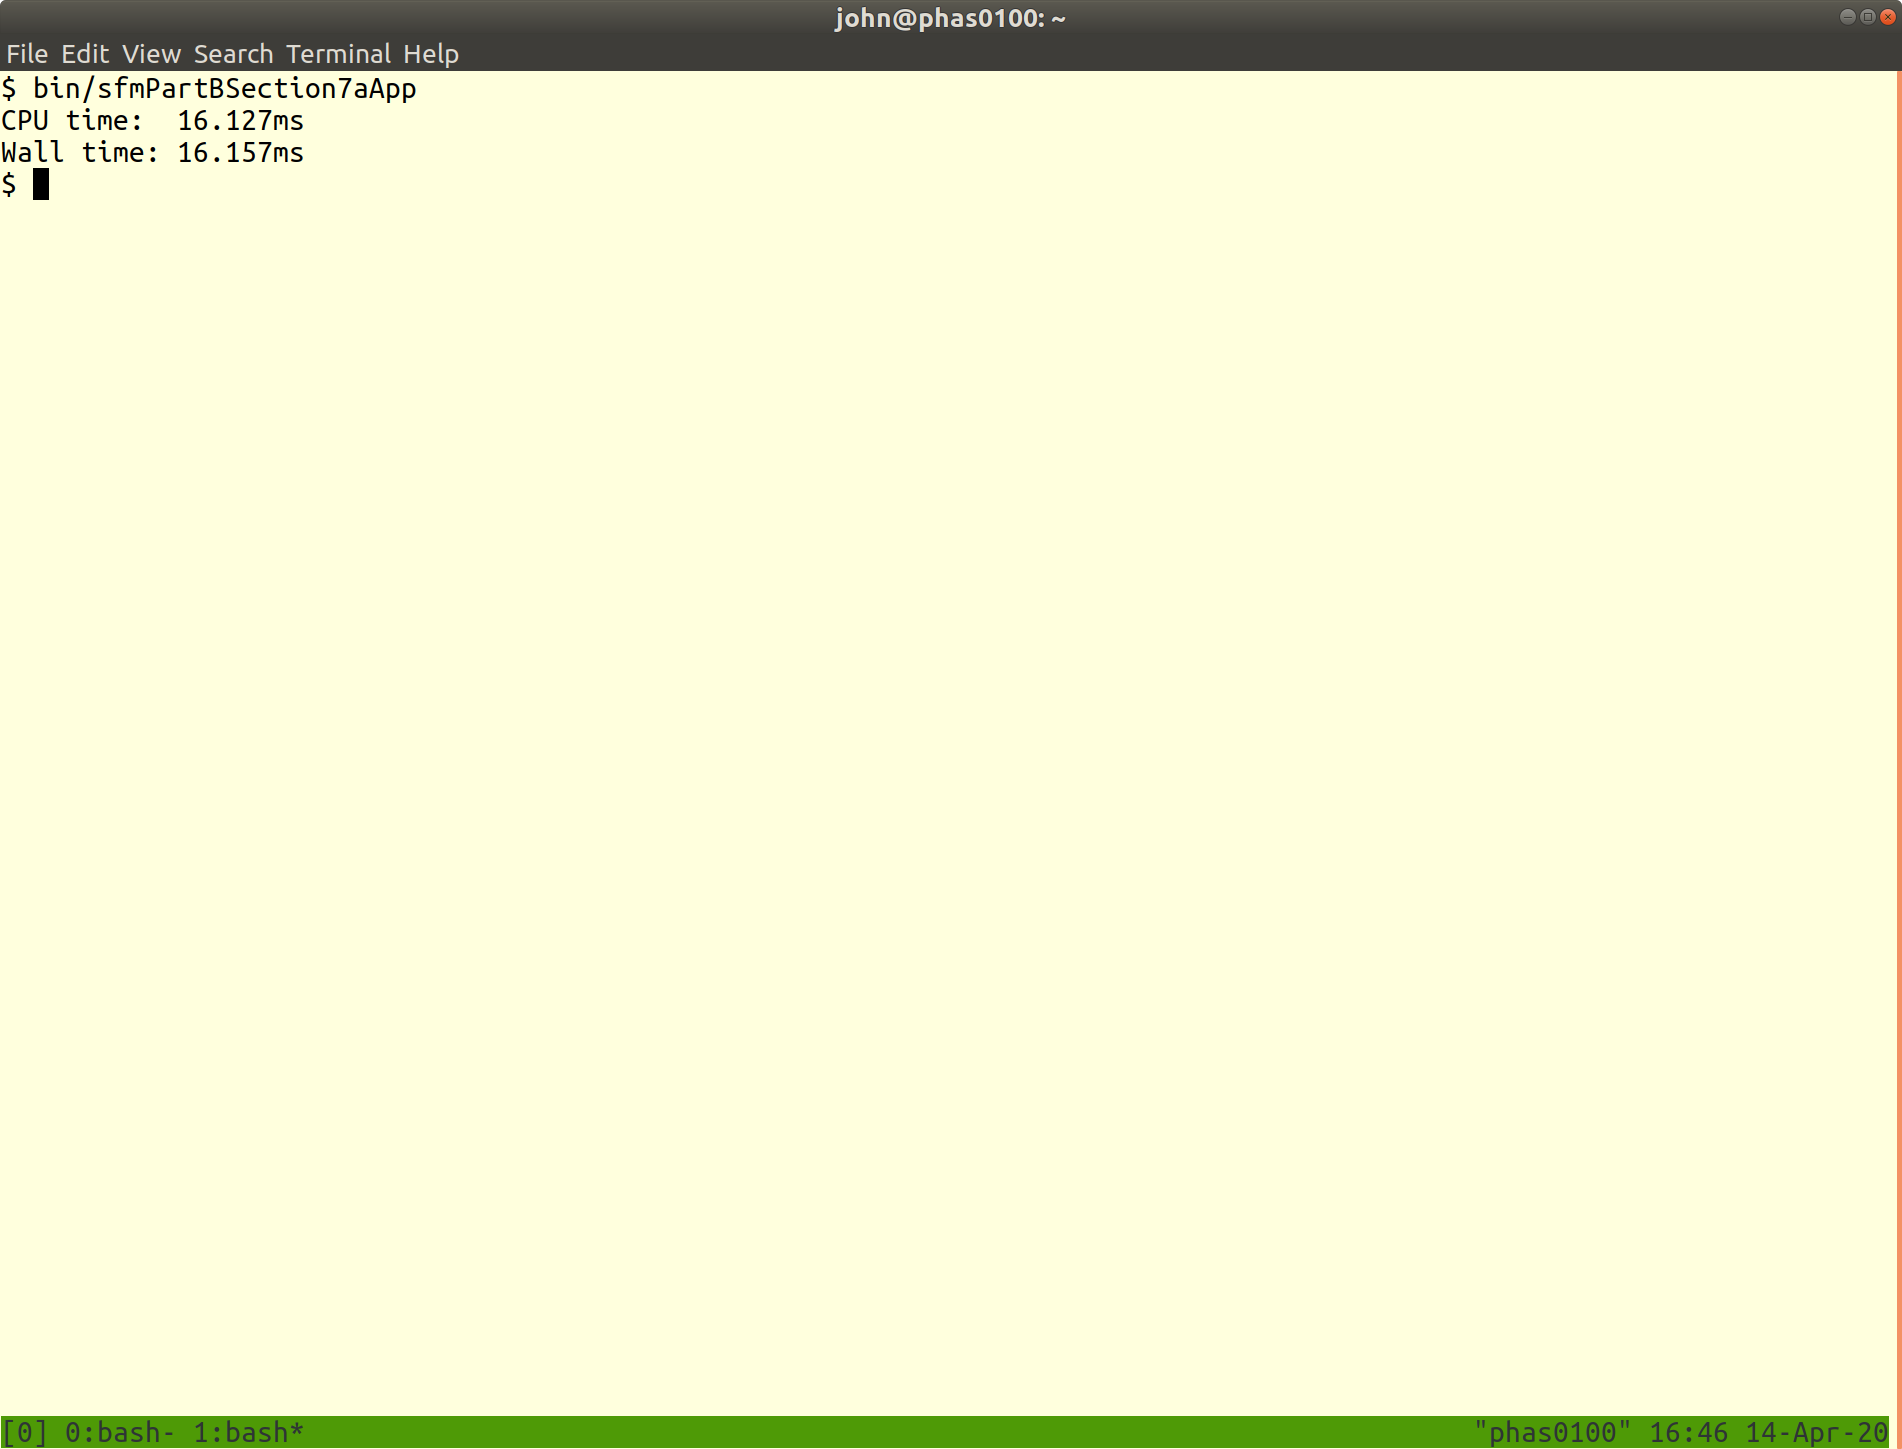 john@phas0100: ~
File Edit View Search Terminal Help
$ bin/sfmPartBSection7aApp
CPU time:  16.127ms
Wall time: 16.157ms
$
[0] 0:bash- 1:bash* "phas0100" 16:46 14-Apr-20